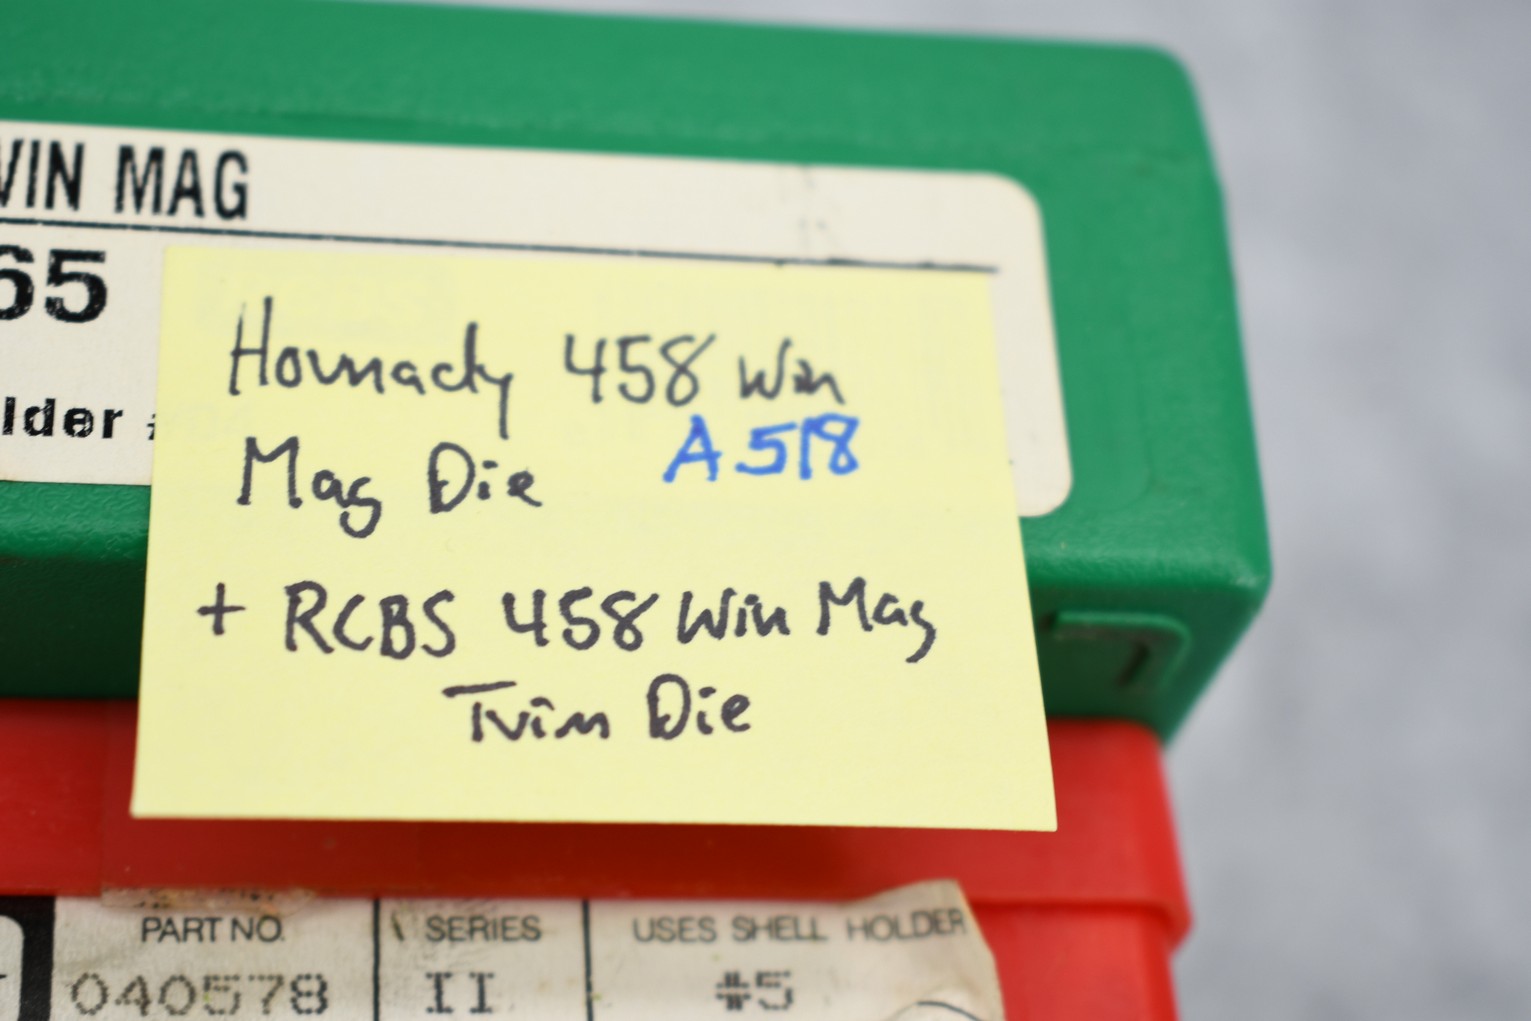 WIN MAG
65
lder #
Hornady 458 Win
A518
Mag Die
+ RCBS 458 Win Mag
Trim Die
PART NO. SERIES USES SHELL HOLDER
040578 II #5